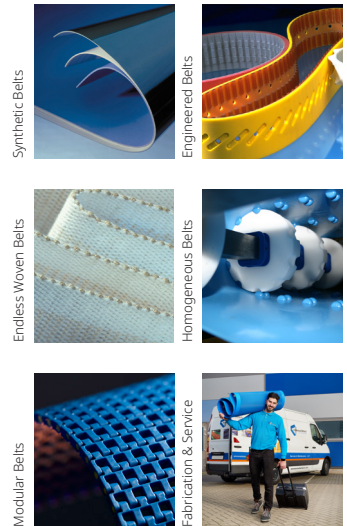 Synthetic Belts
Engineered Belts
Endless Woven Belts
Homogeneous Belts
Modular Belts
Fabrication & Service